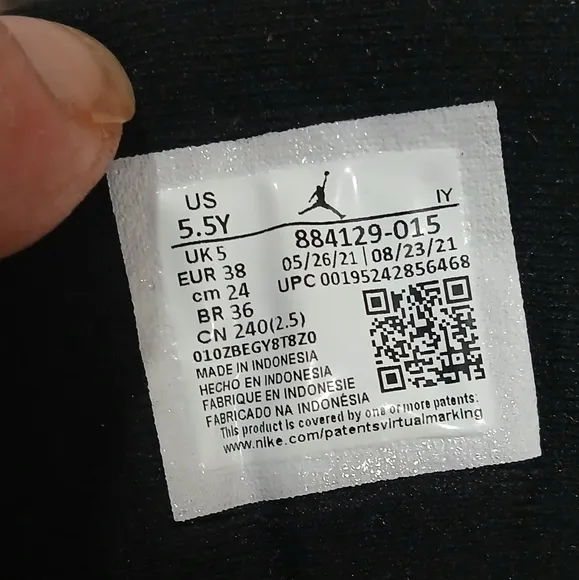 US
5.5Y
IY
UK 5
EUR 38
cm 24
BR 36
CN 240(2.5)
884129-015
05/26/21 | 08/23/21
UPC 00195242856468
010ZBEGY8T8Z0
MADE IN INDONESIA
HECHO EN INDONESIA
FABRIQUE EN INDONESIE
FABRICADO NA INDONÉSIA
This product is covered by one or more patents:
www.nike.com/patentsvirtualmarking